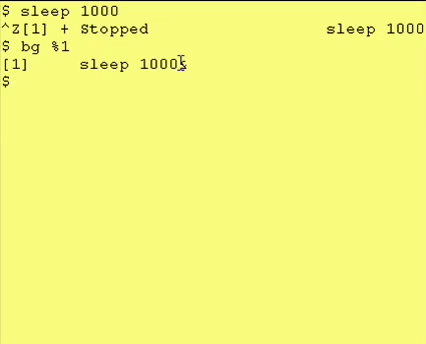 $ sleep 1000
^Z[1] + Stopped                  sleep 1000
$ bg %1
[1]     sleep 1000&
$